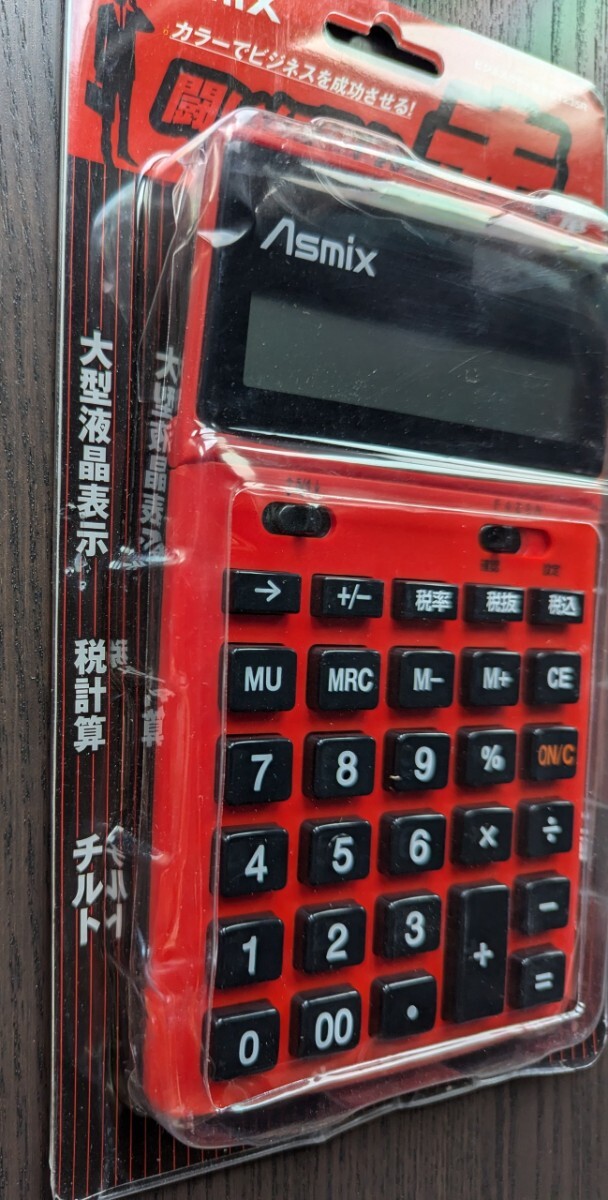 カラーでビジネスを成功させる!
闘
赤
Asmix
大型液晶表示
税計算
チルト
→
+/−
税率
税抜
税込
MU
MRC
M−
M+
CE
7
8
9
%
ON/C
4
5
6
×
÷
1
2
3
+
−
0
00
.
=